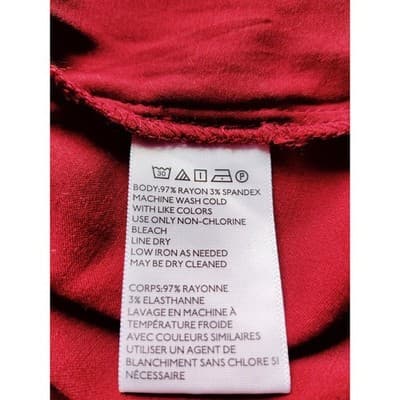 30 P
BODY:97% RAYON 3% SPANDEX
MACHINE WASH COLD
WITH LIKE COLORS
USE ONLY NON-CHLORINE
BLEACH
LINE DRY
LOW IRON AS NEEDED
MAY BE DRY CLEANED
CORPS:97% RAYONNE
3% ELASTHANNE
LAVAGE EN MACHINE À
TEMPÉRATURE FROIDE
AVEC COULEURS SIMILAIRES
UTILISER UN AGENT DE
BLANCHIMENT SANS CHLORE SI
NÉCESSAIRE